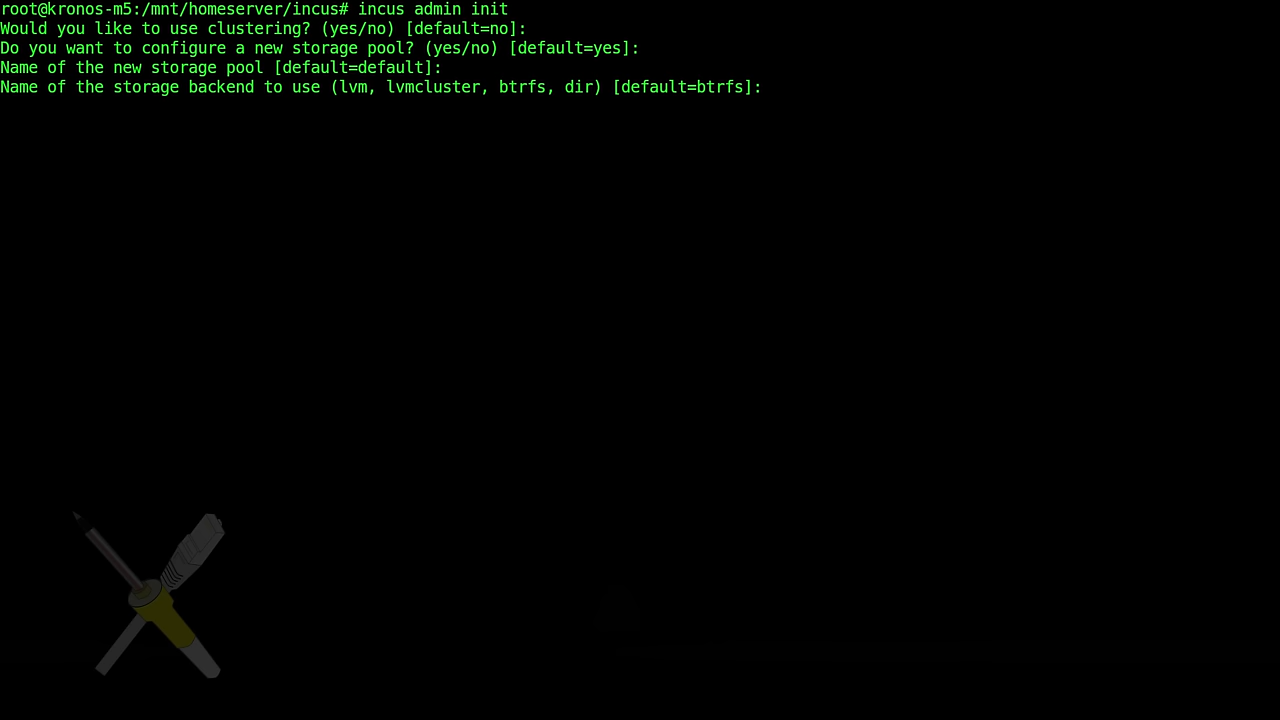 root@kronos-m5:/mnt/homeserver/incus# incus admin init
Would you like to use clustering? (yes/no) [default=no]:
Do you want to configure a new storage pool? (yes/no) [default=yes]:
Name of the new storage pool [default=default]:
Name of the storage backend to use (lvm, lvmcluster, btrfs, dir) [default=btrfs]: